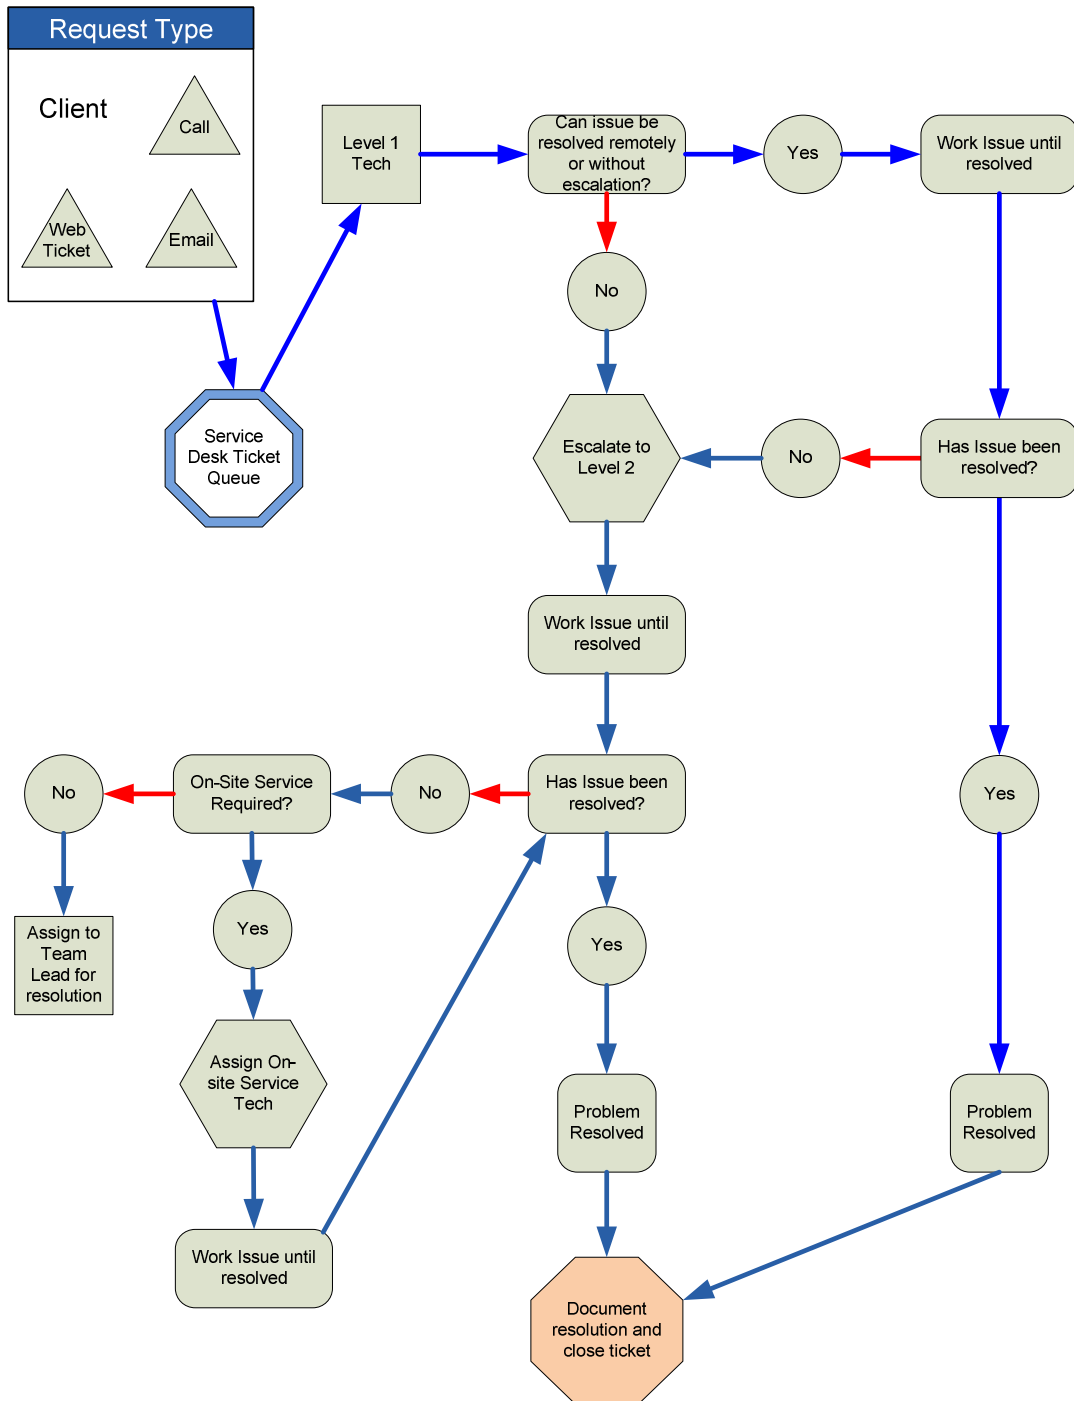 Request Type
Client
Call
Web
Ticket
Email
Service
Desk Ticket
Queue
Level 1
Tech
Can issue be
resolved remotely
or without
escalation?
Yes
Work Issue until
resolved
No
Escalate to
Level 2
No
Has Issue been
resolved?
Work Issue until
resolved
No
On-Site Service
Required?
No
Has Issue been
resolved?
Yes
Assign to
Team
Lead for
resolution
Yes
Yes
Assign On-
site Service
Tech
Problem
Resolved
Problem
Resolved
Work Issue until
resolved
Document
resolution and
close ticket